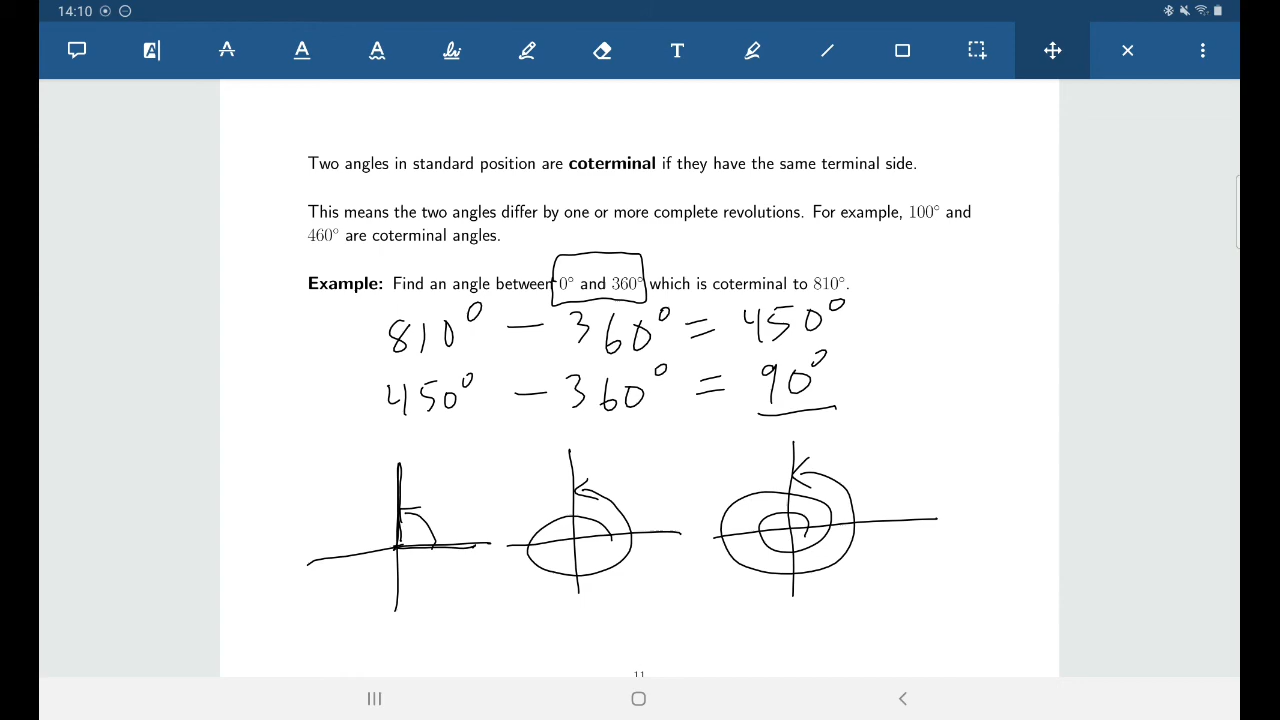 14:10
T
Two angles in standard position are coterminal if they have the same terminal side.
This means the two angles differ by one or more complete revolutions. For example, 100° and
460° are coterminal angles.
Example: Find an angle between 0° and 360° which is coterminal to 810°.
810° - 360° = 450°
450° - 360° = 90°
11